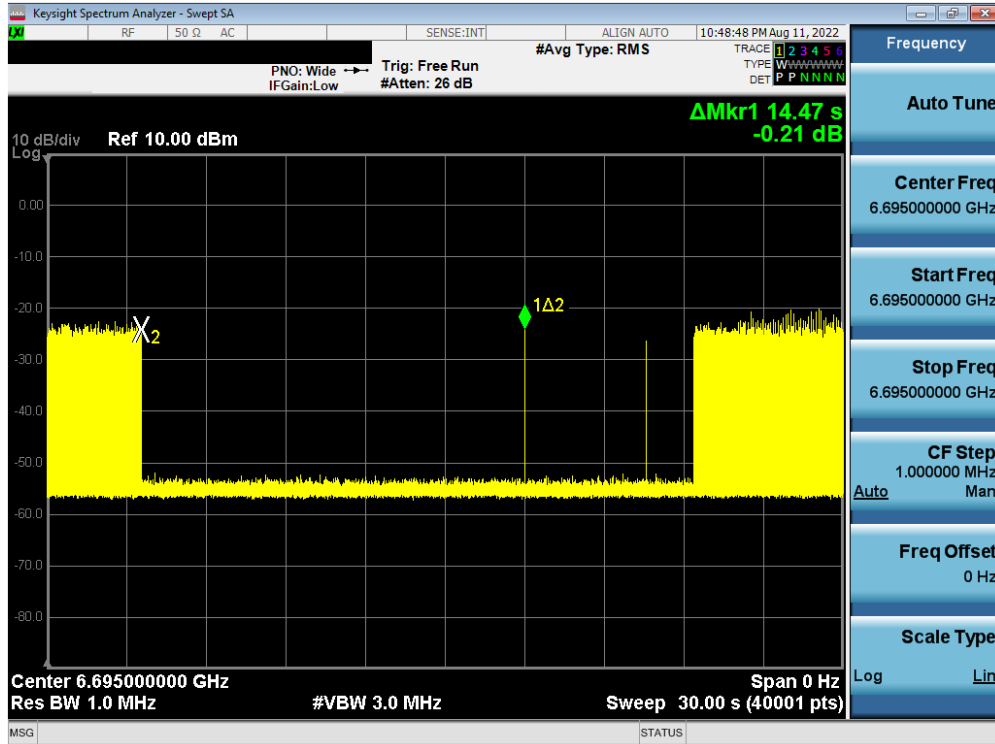 Keysight Spectrum Analyzer - Swept SA
LXI RF 50 Ω AC SENSE:INT ALIGN AUTO 10:48:48 PM Aug 11, 2022
#Avg Type: RMS
TRACE 1 2 3 4 5 6
PNO: Wide Trig: Free Run
TYPE W W W W W W
IFGain:Low #Atten: 26 dB
DET P P N N N N
ΔMkr1 14.47 s
-0.21 dB
10 dB/div Ref 10.00 dBm
Log
0.00
-10.0
-20.0
-30.0
-40.0
-50.0
-60.0
-70.0
-80.0
1Δ2
X2
Center 6.695000000 GHz Span 0 Hz
Res BW 1.0 MHz #VBW 3.0 MHz Sweep 30.00 s (40001 pts)
MSG STATUS
Frequency
Auto Tune
Center Freq
6.695000000 GHz
Start Freq
6.695000000 GHz
Stop Freq
6.695000000 GHz
CF Step
1.000000 MHz
Auto Man
Freq Offset
0 Hz
Scale Type
Log Lin